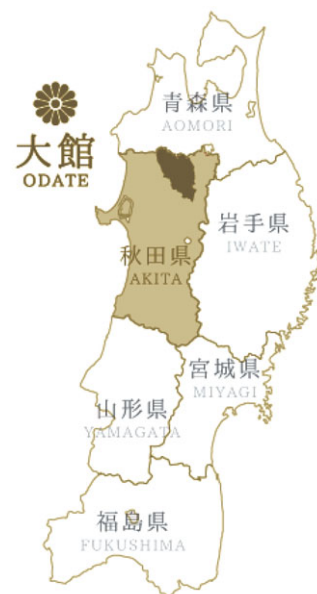 青森県
AOMORI
大館
ODATE
岩手県
IWATE
秋田県
AKITA
宮城県
MIYAGI
山形県
YAMAGATA
福島県
FUKUSHIMA